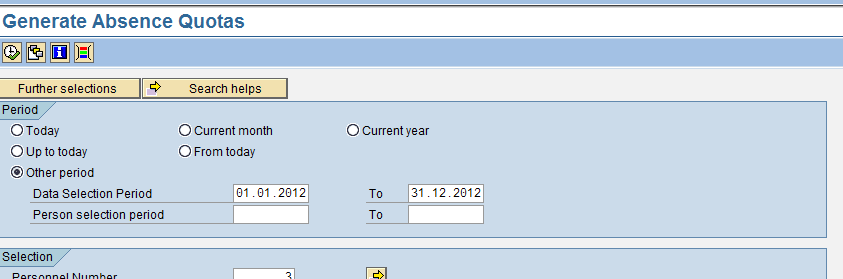 Generate Absence Quotas
Further selections Search helps
Period
Today Current month Current year
Up to today From today
Other period
Data Selection Period 01.01.2012 To 31.12.2012
Person selection period To
Selection
Personnel Number 3